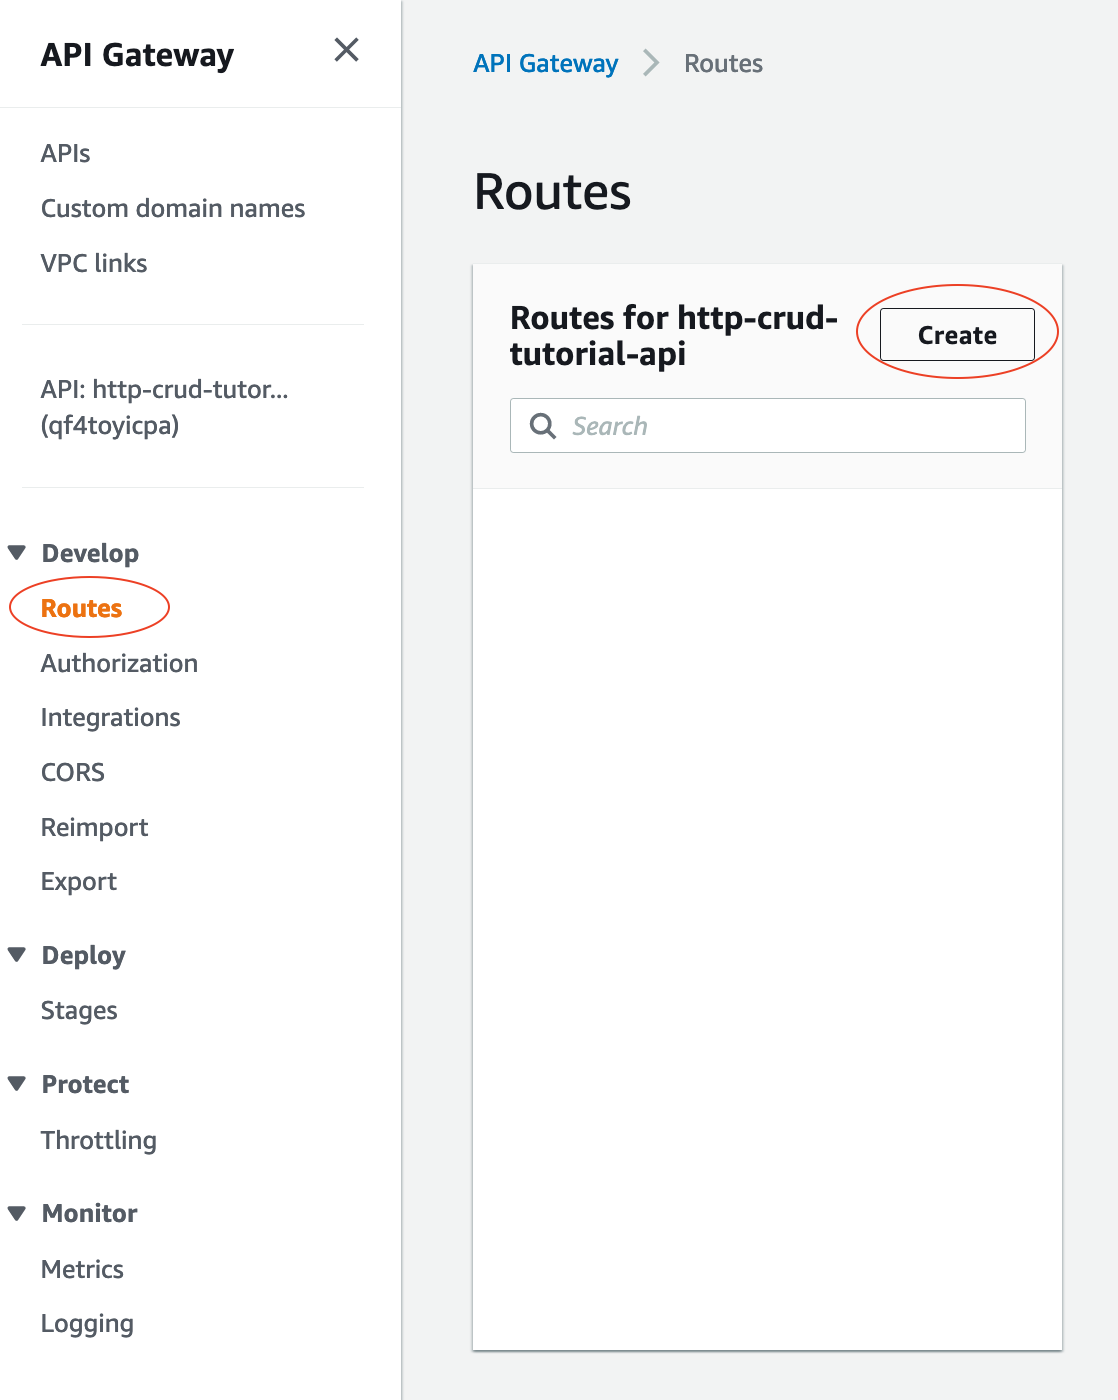 API Gateway
APIs
Custom domain names
VPC links
API: http-crud-tutor...
(qf4toyicpa)
Develop
Routes
Authorization
Integrations
CORS
Reimport
Export
Deploy
Stages
Protect
Throttling
Monitor
Metrics
Logging
API Gateway > Routes
Routes
Routes for http-crud-
tutorial-api
Create
Search